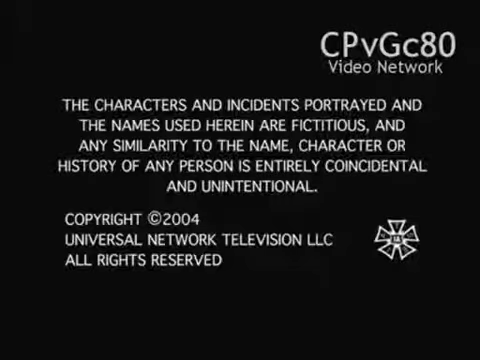 CPvGc80
Video Network
THE CHARACTERS AND INCIDENTS PORTRAYED AND
THE NAMES USED HEREIN ARE FICTITIOUS, AND
ANY SIMILARITY TO THE NAME, CHARACTER OR
HISTORY OF ANY PERSON IS ENTIRELY COINCIDENTAL
AND UNINTENTIONAL.
COPYRIGHT ©2004
UNIVERSAL NETWORK TELEVISION LLC
ALL RIGHTS RESERVED